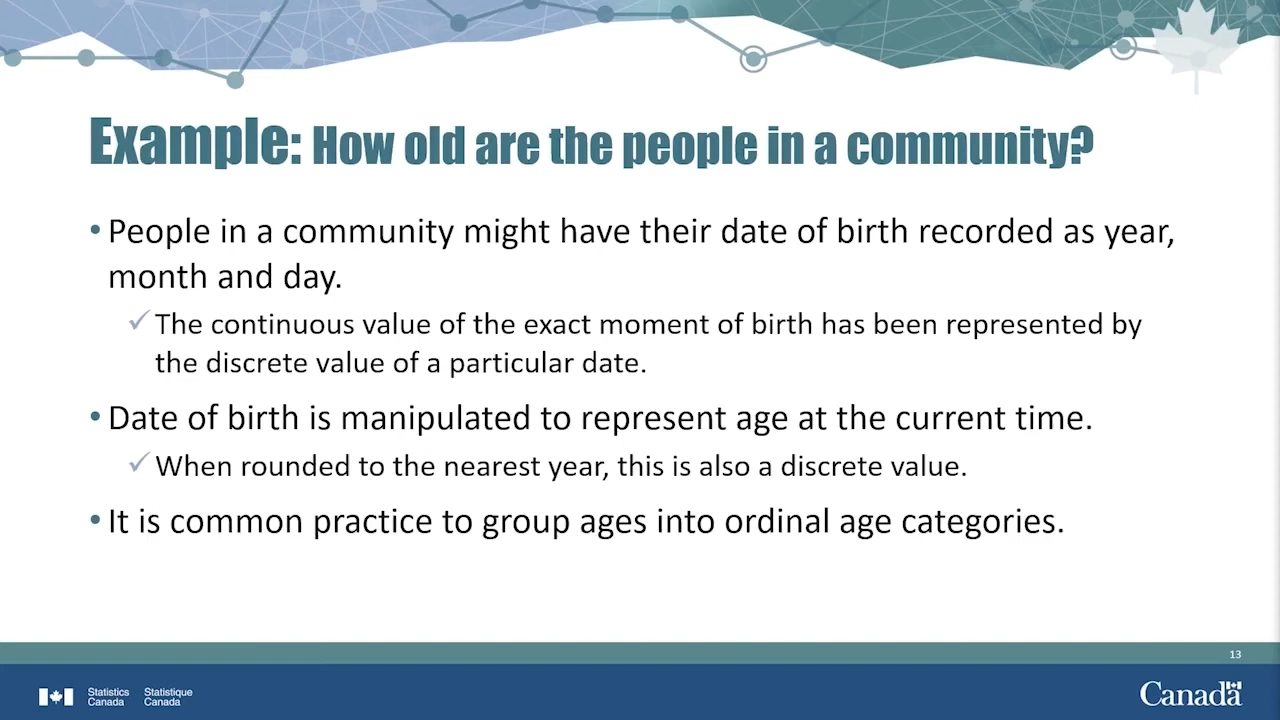 Example: How old are the people in a community?
• People in a community might have their date of birth recorded as year,
month and day.
✓ The continuous value of the exact moment of birth has been represented by
the discrete value of a particular date.
• Date of birth is manipulated to represent age at the current time.
✓ When rounded to the nearest year, this is also a discrete value.
• It is common practice to group ages into ordinal age categories.
13
Statistics Statistique
Canada Canada
Canada